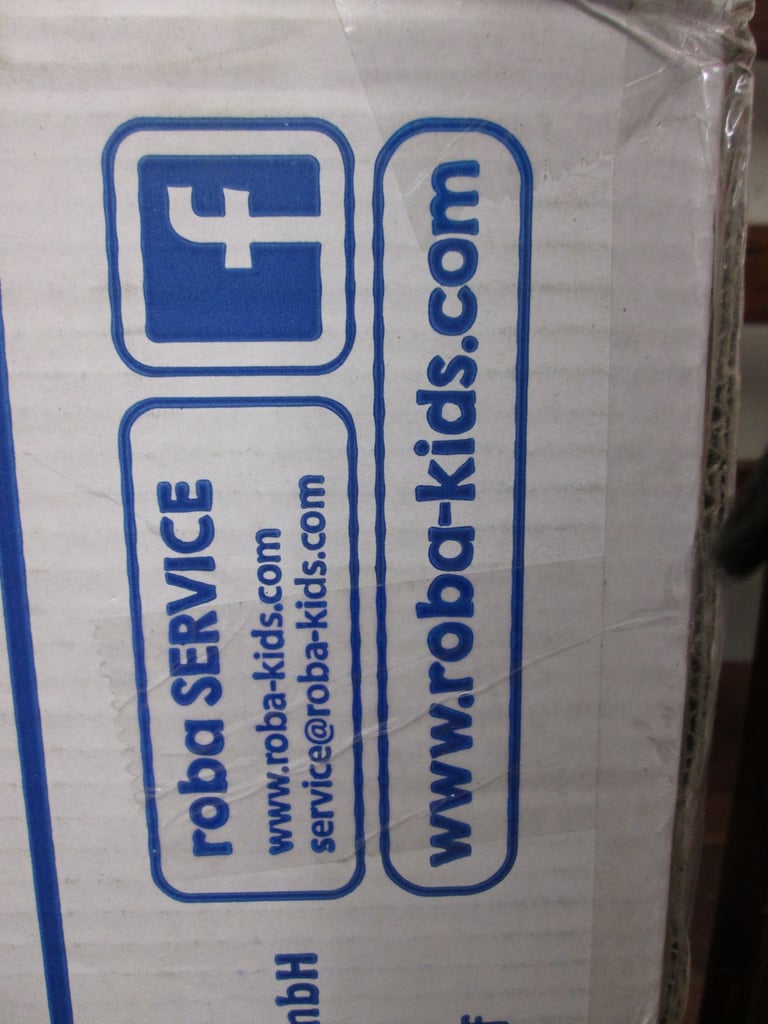 roba SERVICE
www.roba-kids.com
service@roba-kids.com
f
www.roba-kids.com